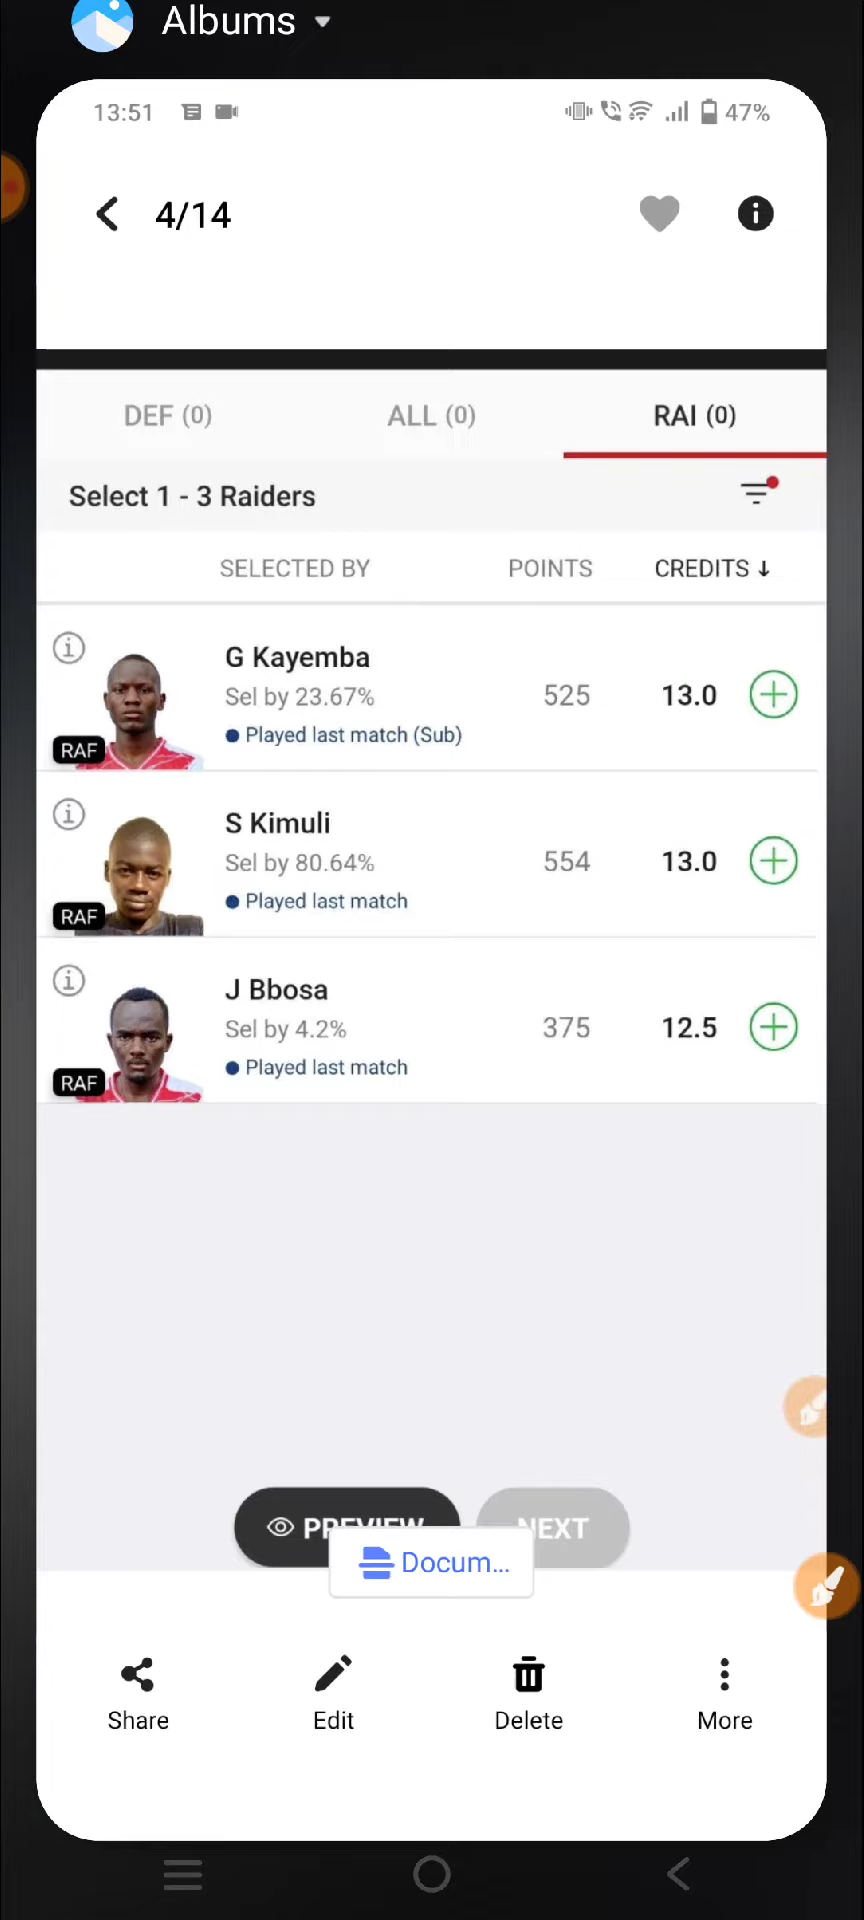 Albums
13:51
47%
4/14
DEF (0) ALL (0) RAI (0)
Select 1 - 3 Raiders
SELECTED BY POINTS CREDITS ↓
G Kayemba
Sel by 23.67% 525 13.0
Played last match (Sub)
RAF
S Kimuli
Sel by 80.64% 554 13.0
Played last match
RAF
J Bbosa
Sel by 4.2% 375 12.5
Played last match
RAF
PREVIEW NEXT
Docum...
Share Edit Delete More